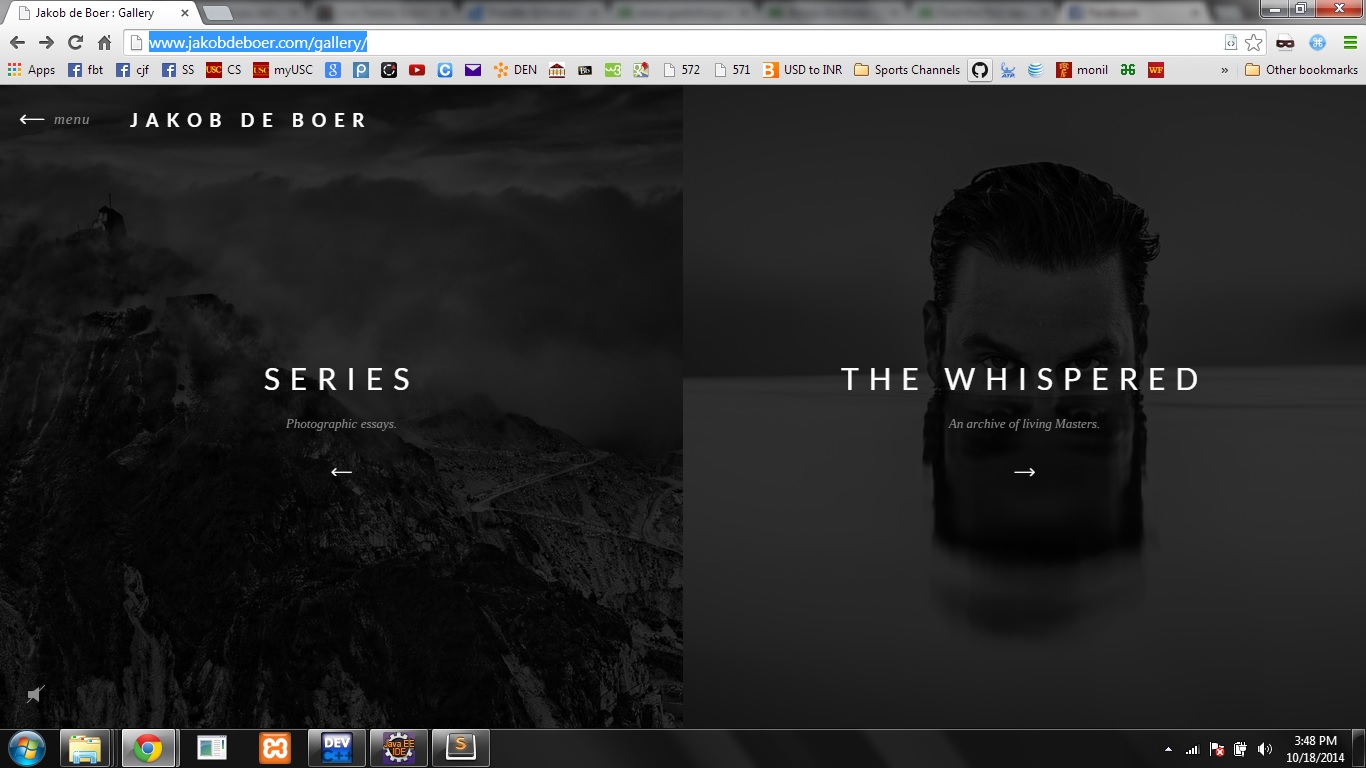 Jakob de Boer : Gallery
www.jakobdeboer.com/gallery/
Apps fbt cjf SS CS myUSC DEN 572 571 USD to INR Sports Channels monil » Other bookmarks
menu JAKOB DE BOER
SERIES
Photographic essays.
THE WHISPERED
An archive of living Masters.
DEV
Java EE
IDE
3:48 PM
10/18/2014